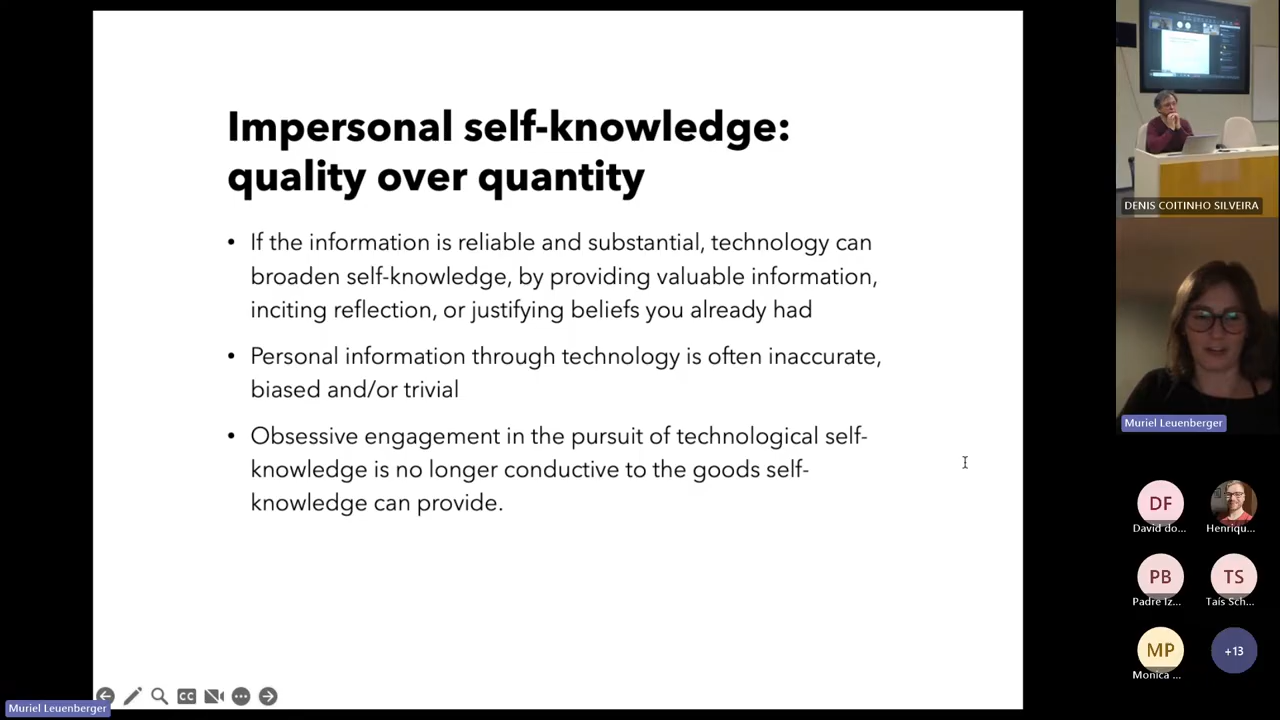 Impersonal self-knowledge:
quality over quantity
• If the information is reliable and substantial, technology can
broaden self-knowledge, by providing valuable information,
inciting reflection, or justifying beliefs you already had
• Personal information through technology is often inaccurate,
biased and/or trivial
• Obsessive engagement in the pursuit of technological self-
knowledge is no longer conductive to the goods self-
knowledge can provide.
CC
Muriel Leuenberger
DENIS COITINHO SILVEIRA
Muriel Leuenberger
DF
David do...
Henriqu...
PB
TS
Padre Iz...
Taís Sch...
MP
+13
Monica ...